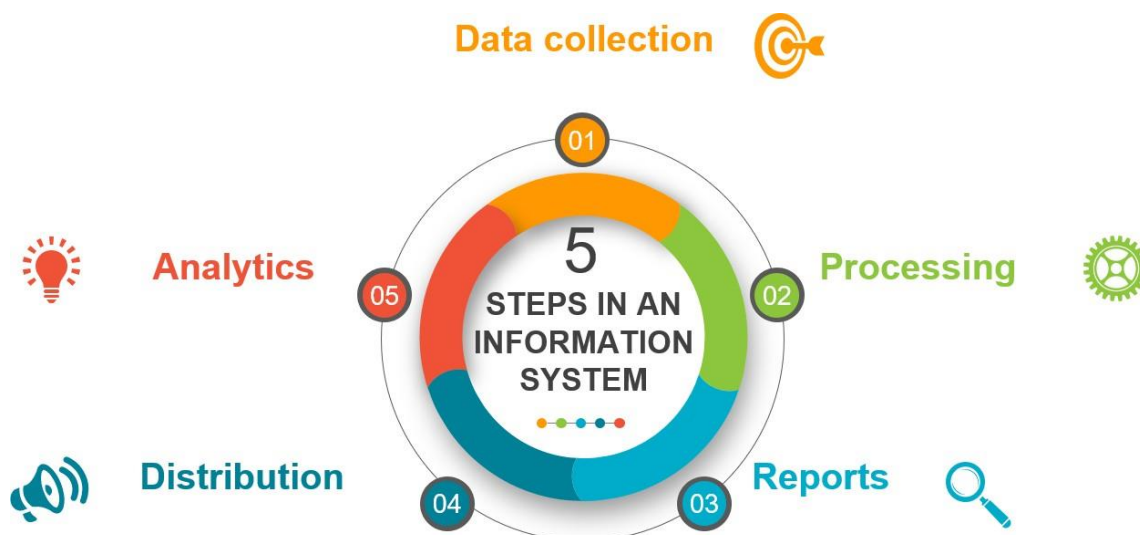 Data collection
01
5
STEPS IN AN
INFORMATION
SYSTEM
02
Processing
03
Reports
04
Distribution
05
Analytics